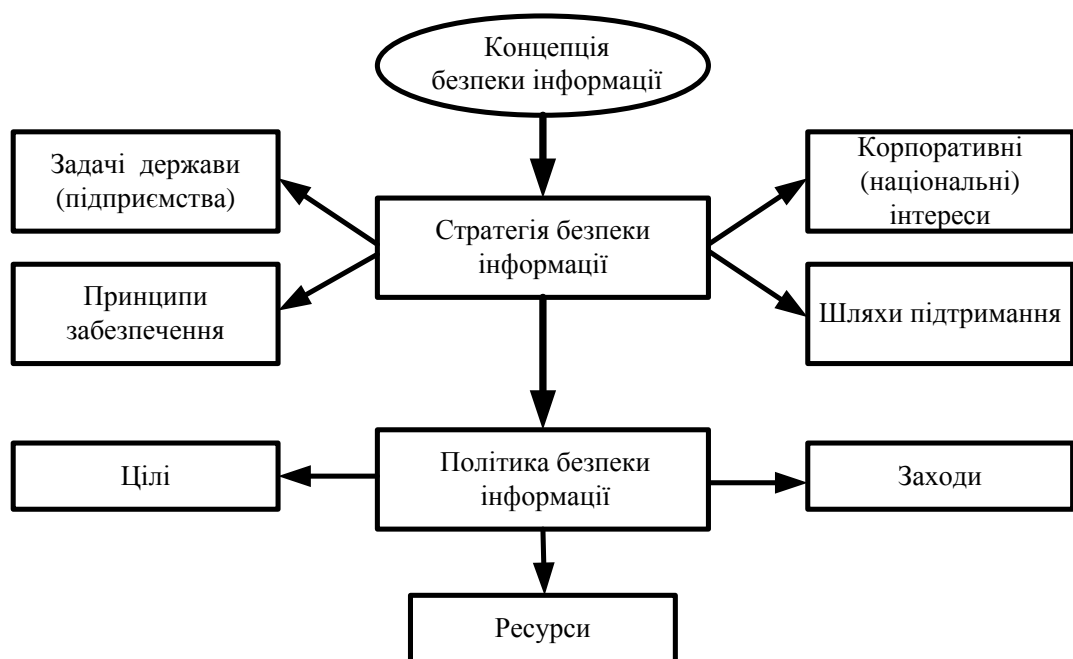 Концепція
безпеки інформації
Задачі держави
(підприємства)
Корпоративні
(національні)
інтереси
Стратегія безпеки
інформації
Принципи
забезпечення
Шляхи підтримання
Цілі
Політика безпеки
інформації
Заходи
Ресурси